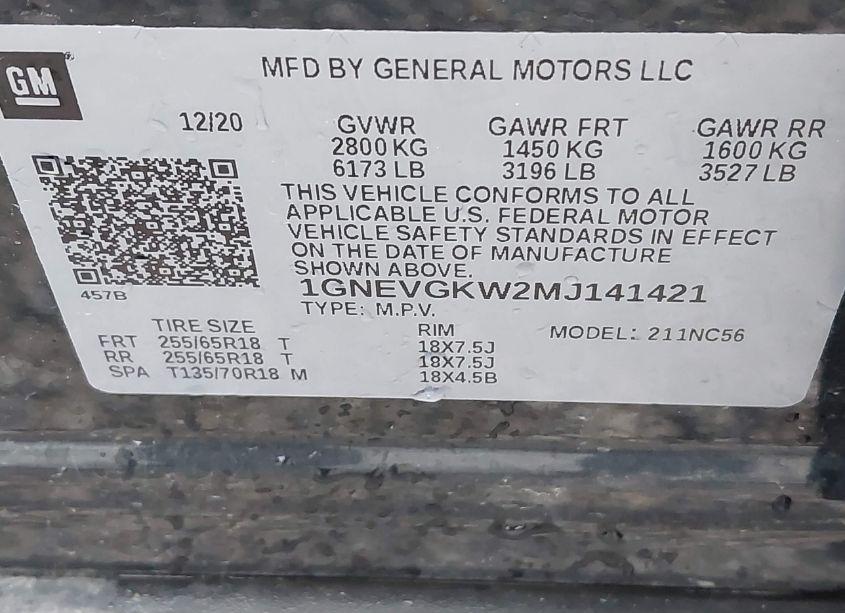 GM
MFD BY GENERAL MOTORS LLC
12/20 GVWR GAWR FRT GAWR RR
2800 KG 1450 KG 1600 KG
6173 LB 3196 LB 3527 LB
THIS VEHICLE CONFORMS TO ALL
APPLICABLE U.S. FEDERAL MOTOR
VEHICLE SAFETY STANDARDS IN EFFECT
ON THE DATE OF MANUFACTURE
SHOWN ABOVE.
457B
1GNEVGKW2MJ141421
TYPE: M.P.V.
TIRE SIZE RIM MODEL: 211NC56
FRT 255/65R18 T 18X7.5J
RR 255/65R18 T 18X7.5J
SPA T135/70R18 M 18X4.5B